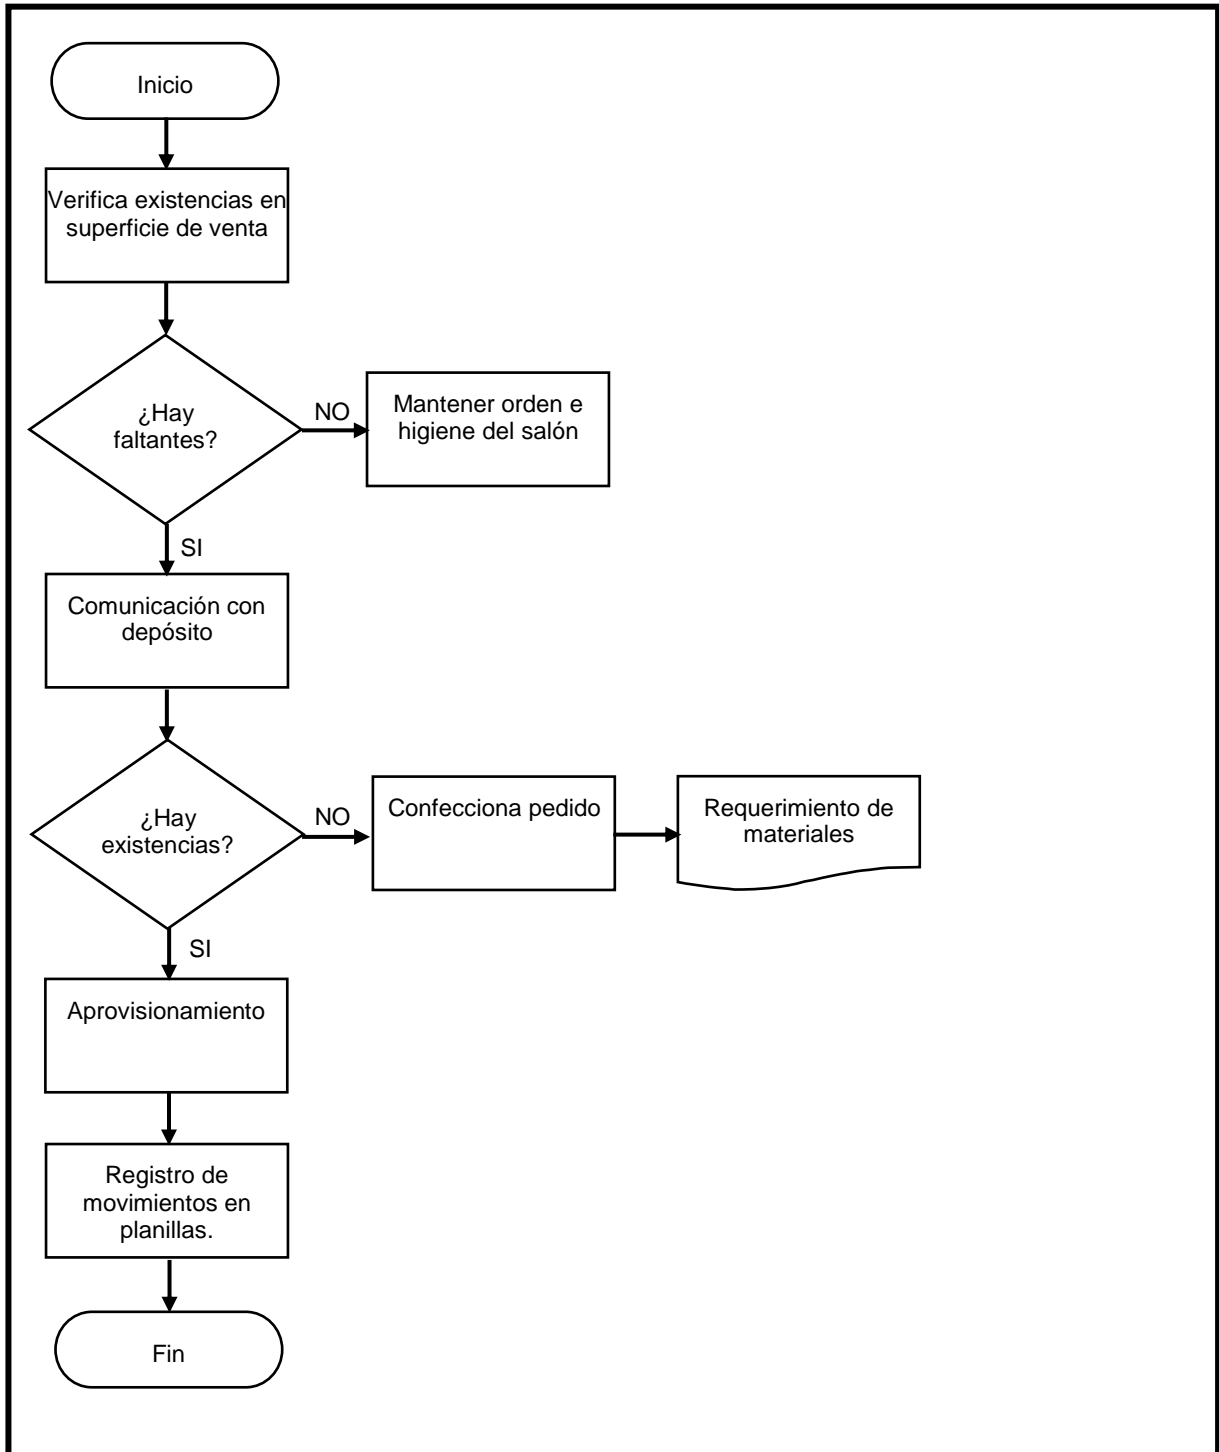 Inicio
Verifica existencias en
superficie de venta
¿Hay
faltantes?
NO
Mantener orden e
higiene del salón
SI
Comunicación con
depósito
¿Hay
existencias?
NO
Confecciona pedido
Requerimiento de
materiales
SI
Aprovisionamiento
Registro de
movimientos en
planillas.
Fin